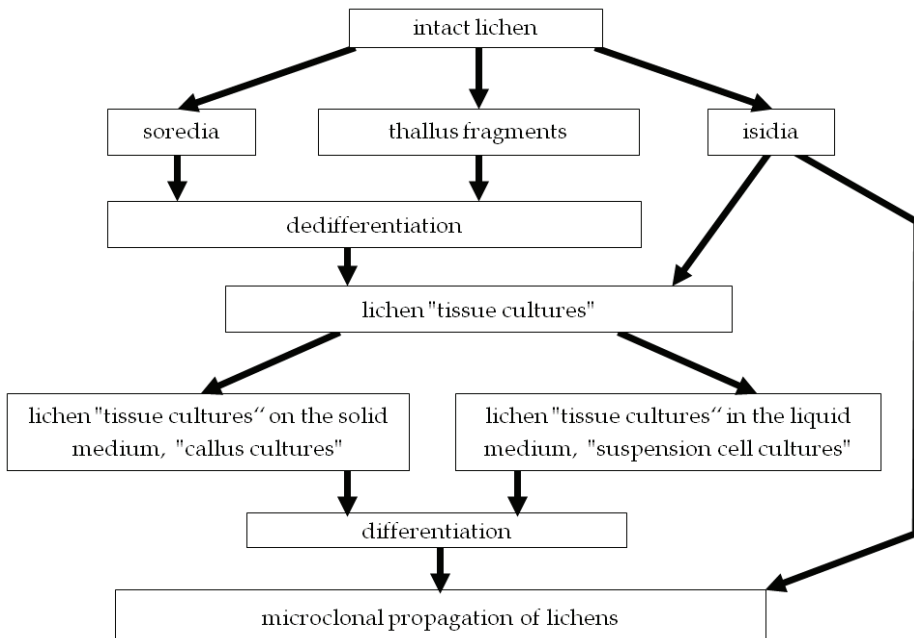 intact lichen
soredia
thallus fragments
isidia
dedifferentiation
lichen "tissue cultures"
lichen "tissue cultures‘‘ on the solid
medium, "callus cultures"
lichen "tissue cultures‘‘ in the liquid
medium, "suspension cell cultures"
differentiation
microclonal propagation of lichens